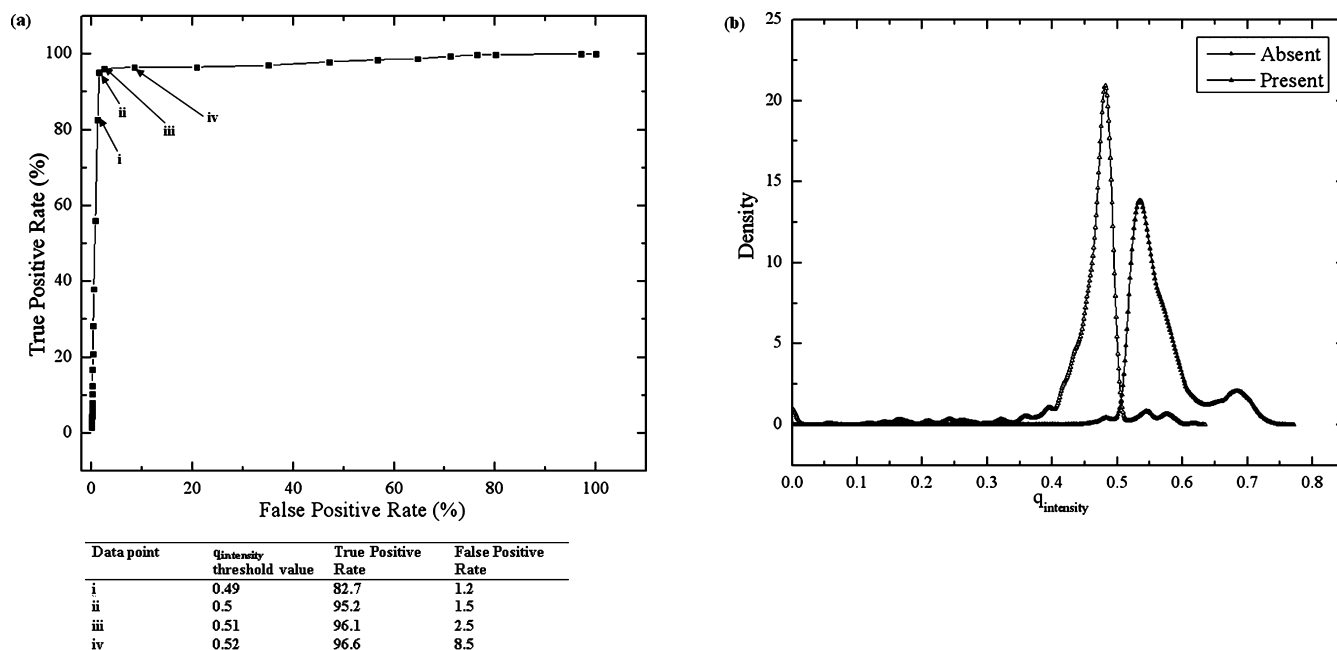 (a)
100
80
60
40
20
0
True Positive Rate (%)
i
ii
iii
iv
0 20 40 60 80 100
False Positive Rate (%)
Data point qintensity threshold value True Positive Rate False Positive Rate
i 0.49 82.7 1.2
ii 0.5 95.2 1.5
iii 0.51 96.1 2.5
iv 0.52 96.6 8.5
(b)
25
20
15
10
5
0
Density
Absent
Present
0.0 0.1 0.2 0.3 0.4 0.5 0.6 0.7 0.8
qintensity